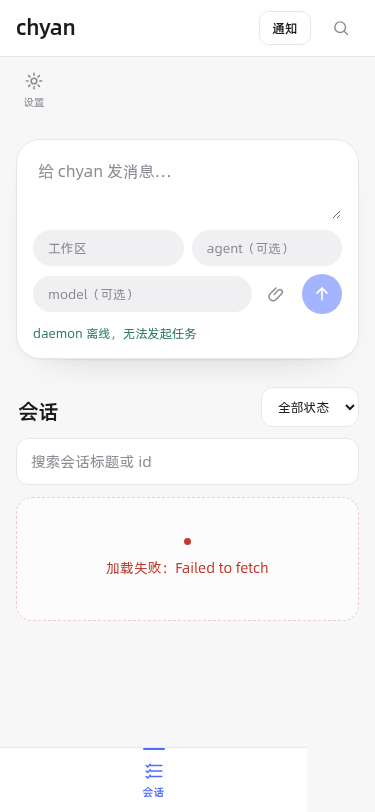 chyan
通知
设置
给 chyan 发消息...
工作区
agent（可选）
model（可选）
daemon 离线，无法发起任务
会话
全部状态
搜索会话标题或 id
加载失败：Failed to fetch
会话